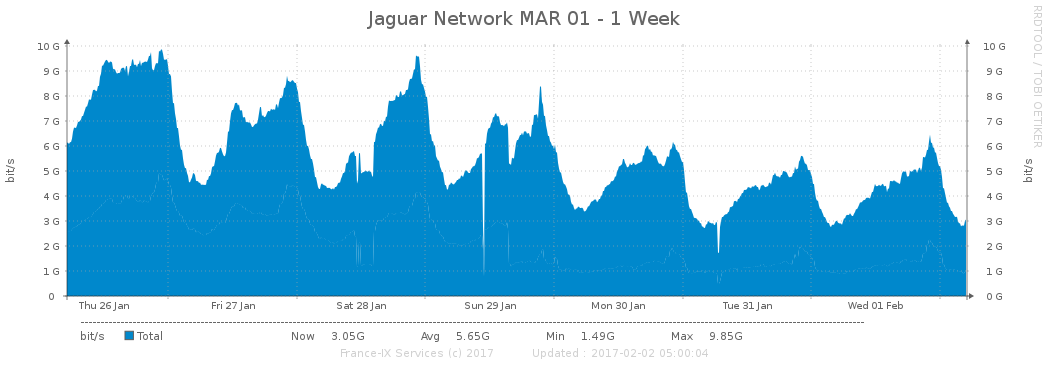 Jaguar Network MAR 01 - 1 Week
RRDTOOL / TOBI OETIKER
bit/s
bit/s
10 G 10 G
9 G 9 G
8 G 8 G
7 G 7 G
6 G 6 G
5 G 5 G
4 G 4 G
3 G 3 G
2 G 2 G
1 G 1 G
0 0 G
Thu 26 Jan Fri 27 Jan Sat 28 Jan Sun 29 Jan Mon 30 Jan Tue 31 Jan Wed 01 Feb
bit/s Total Now 3.05G Avg 5.65G Min 1.49G Max 9.85G
France-IX Services (c) 2017 Updated : 2017-02-02 05:00:04